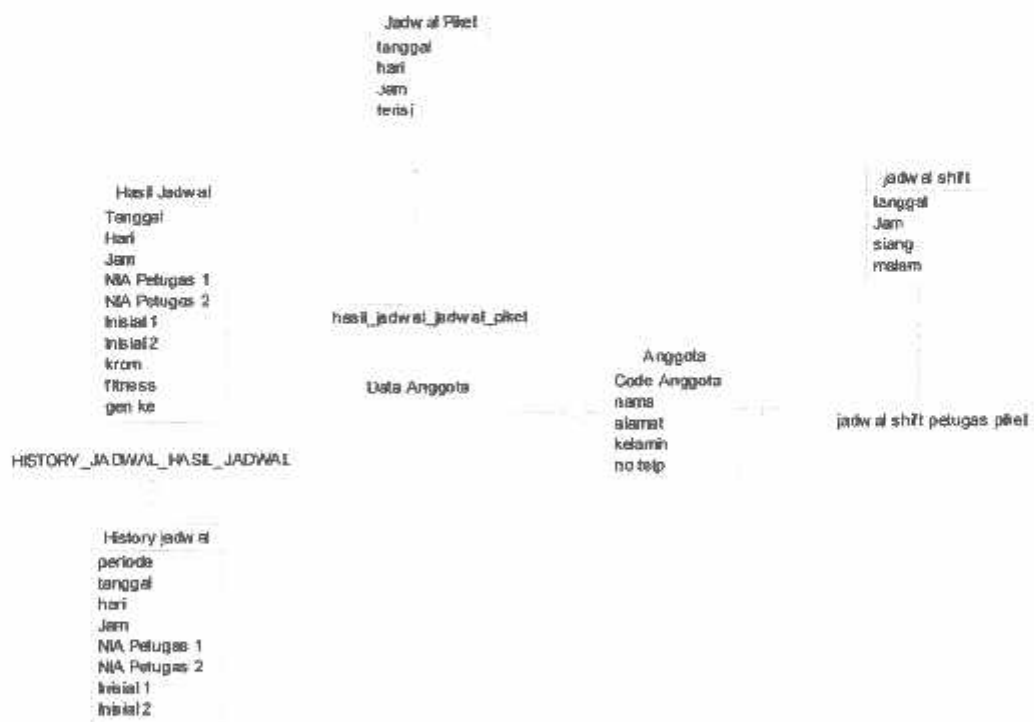 Jadwal Piket
tanggal
hari
Jam
terisi
Hasil Jadwal
Tanggal
Hari
Jam
NIA Petugas 1
NIA Petugas 2
Inisial 1
Inisial 2
krom
fitness
gen ke
jadwal shift
tanggal
Jam
siang
malam
hasil_jadwal_jadwal_piket
Data Anggota
Anggota
Code Anggota
nama
alamat
kelamin
no telp
jadwal shift petugas piket
HISTORY_JADWAL_HASIL_JADWAL
History jadwal
periode
tanggal
hari
Jam
NIA Petugas 1
NIA Petugas 2
Inisial 1
Inisial 2